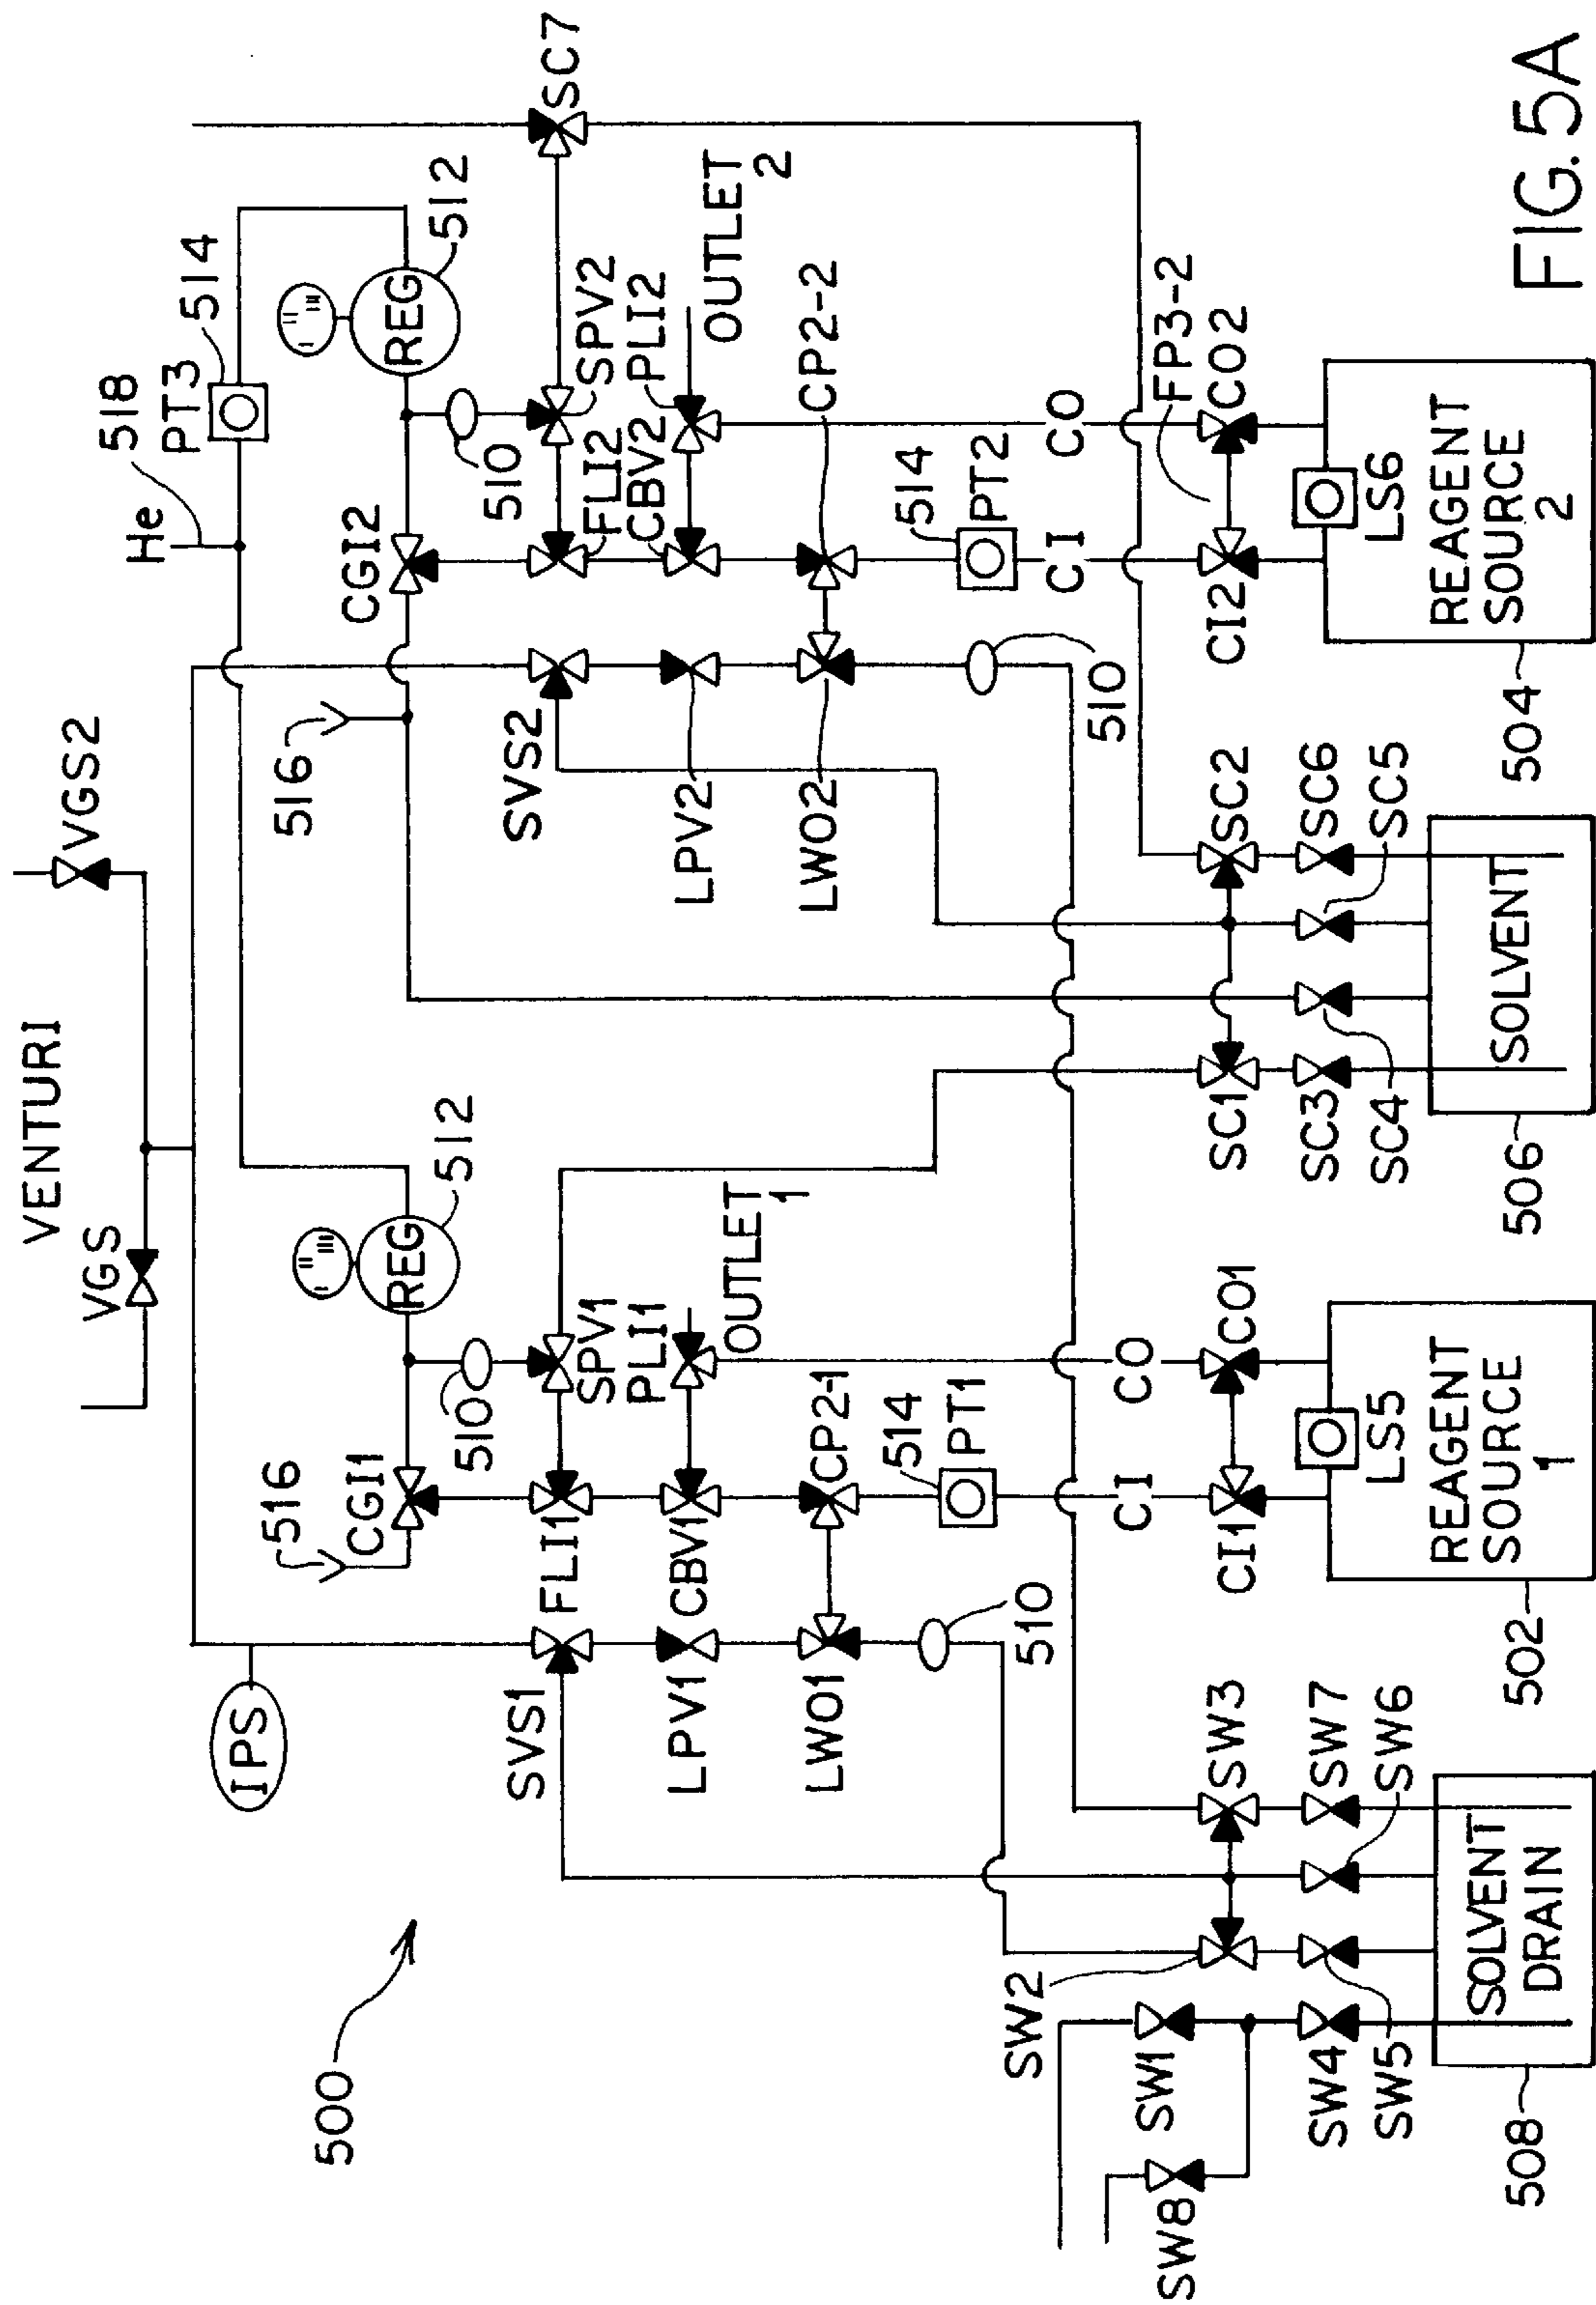 VENTURI
VGS
VGS2
He
518
PT3
514
IPS
512
REG
512
REG
516
CGI1
516
CGI2
510
510
SC7
SVS1
FLI1
SPV1
SVS2
FLI2
SPV2
LPV1
CBV1
PLI1
OUTLET
1
LPV2
CBV2
PLI2
OUTLET
2
LWO1
CP2-1
LWO2
CP2-2
510
514
PT1
510
514
PT2
500
CI
CO
CI
CO
FP3-2
SW2
SW1
SW8
SW3
CI1
CO1
SC1
SC2
CI2
CO2
SW4
SW5
SW7
SW6
SC3
SC4
SC6
SC5
LS5
LS6
SOLVENT
DRAIN
REAGENT
SOURCE
1
SOLVENT
REAGENT
SOURCE
2
508
502
506
504
FIG. 5A